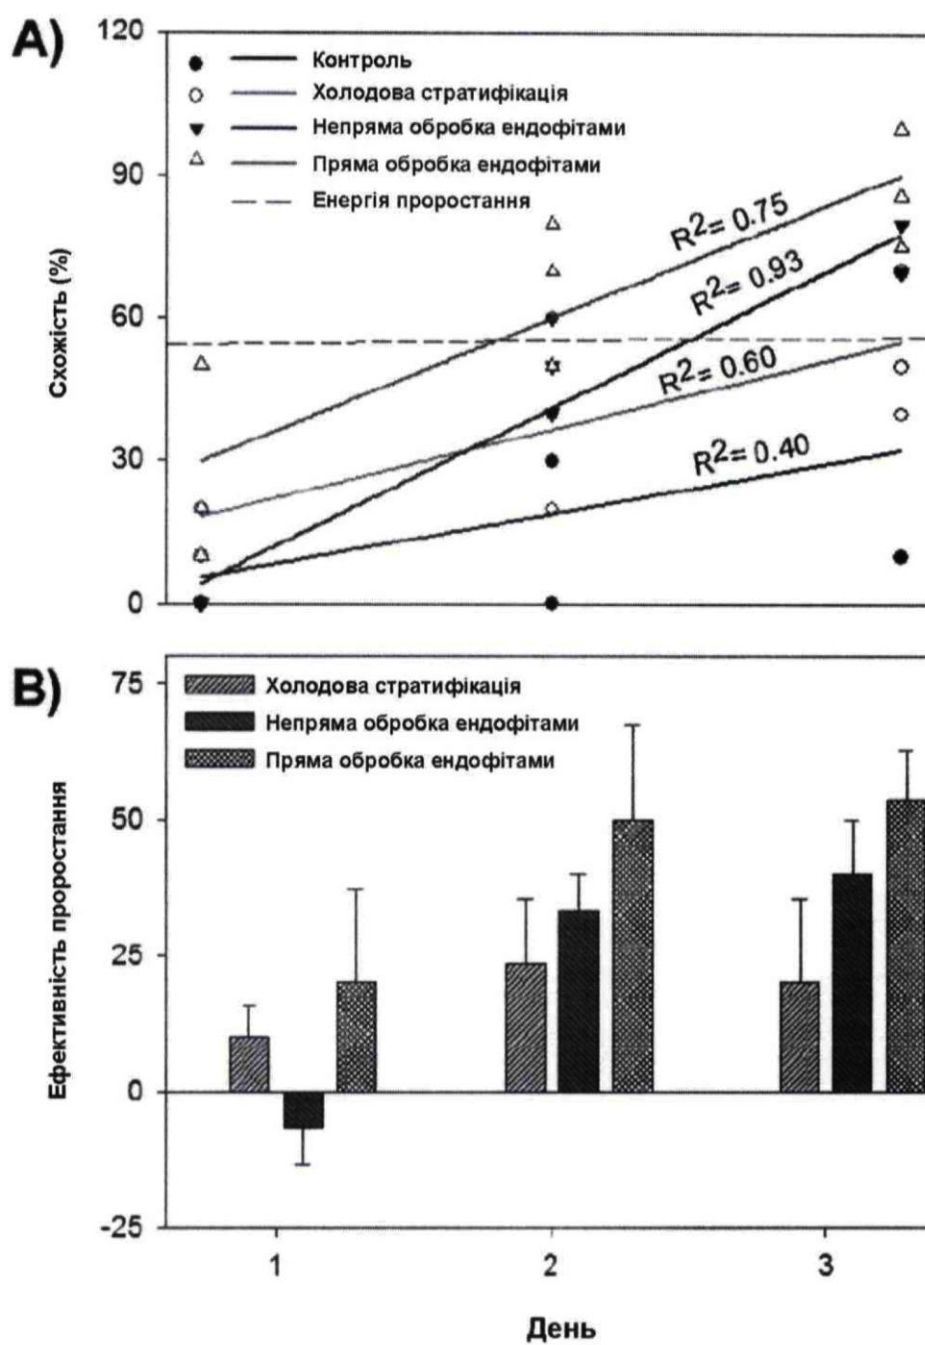 A)
120
90
60
30
0
Схожість (%)
Контроль
Холодова стратифікація
Непряма обробка ендофітами
Пряма обробка ендофітами
Енергія проростання
R²= 0.75
R²= 0.93
R²= 0.60
R²= 0.40
B)
75
50
25
0
-25
Ефективність проростання
Холодова стратифікація
Непряма обробка ендофітами
Пряма обробка ендофітами
1 2 3
День